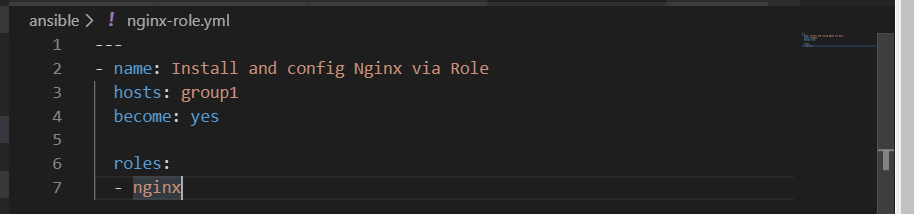 ansible > ! nginx-role.yml
1 ---
2 - name: Install and config Nginx via Role
3 hosts: group1
4 become: yes
5
6 roles:
7 - nginx